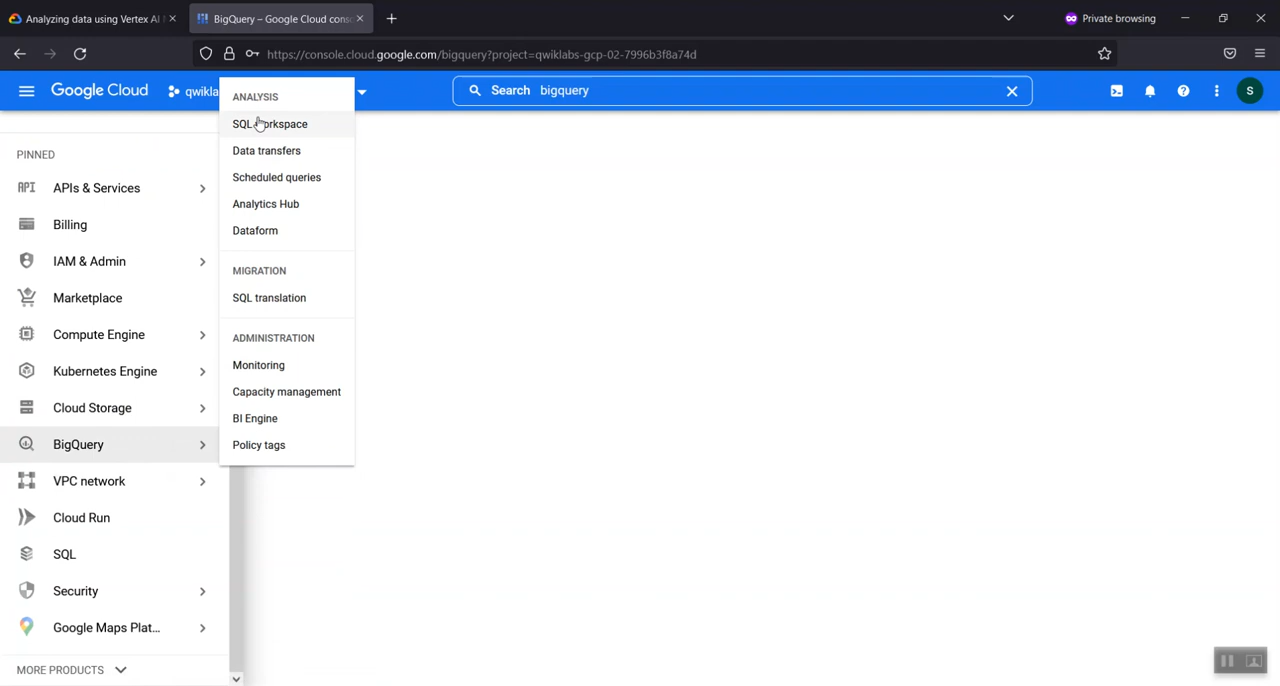 Analyzing data using Vertex AI
BigQuery – Google Cloud cons
Private browsing
https://console.cloud.google.com/bigquery?project=qwiklabs-gcp-02-7996b3f8a74d
Google Cloud
qwikla
Search bigquery
S
PINNED
API APIs & Services
Billing
IAM & Admin
Marketplace
Compute Engine
Kubernetes Engine
Cloud Storage
BigQuery
VPC network
Cloud Run
SQL
Security
Google Maps Plat...
MORE PRODUCTS
ANALYSIS
SQL workspace
Data transfers
Scheduled queries
Analytics Hub
Dataform
MIGRATION
SQL translation
ADMINISTRATION
Monitoring
Capacity management
BI Engine
Policy tags